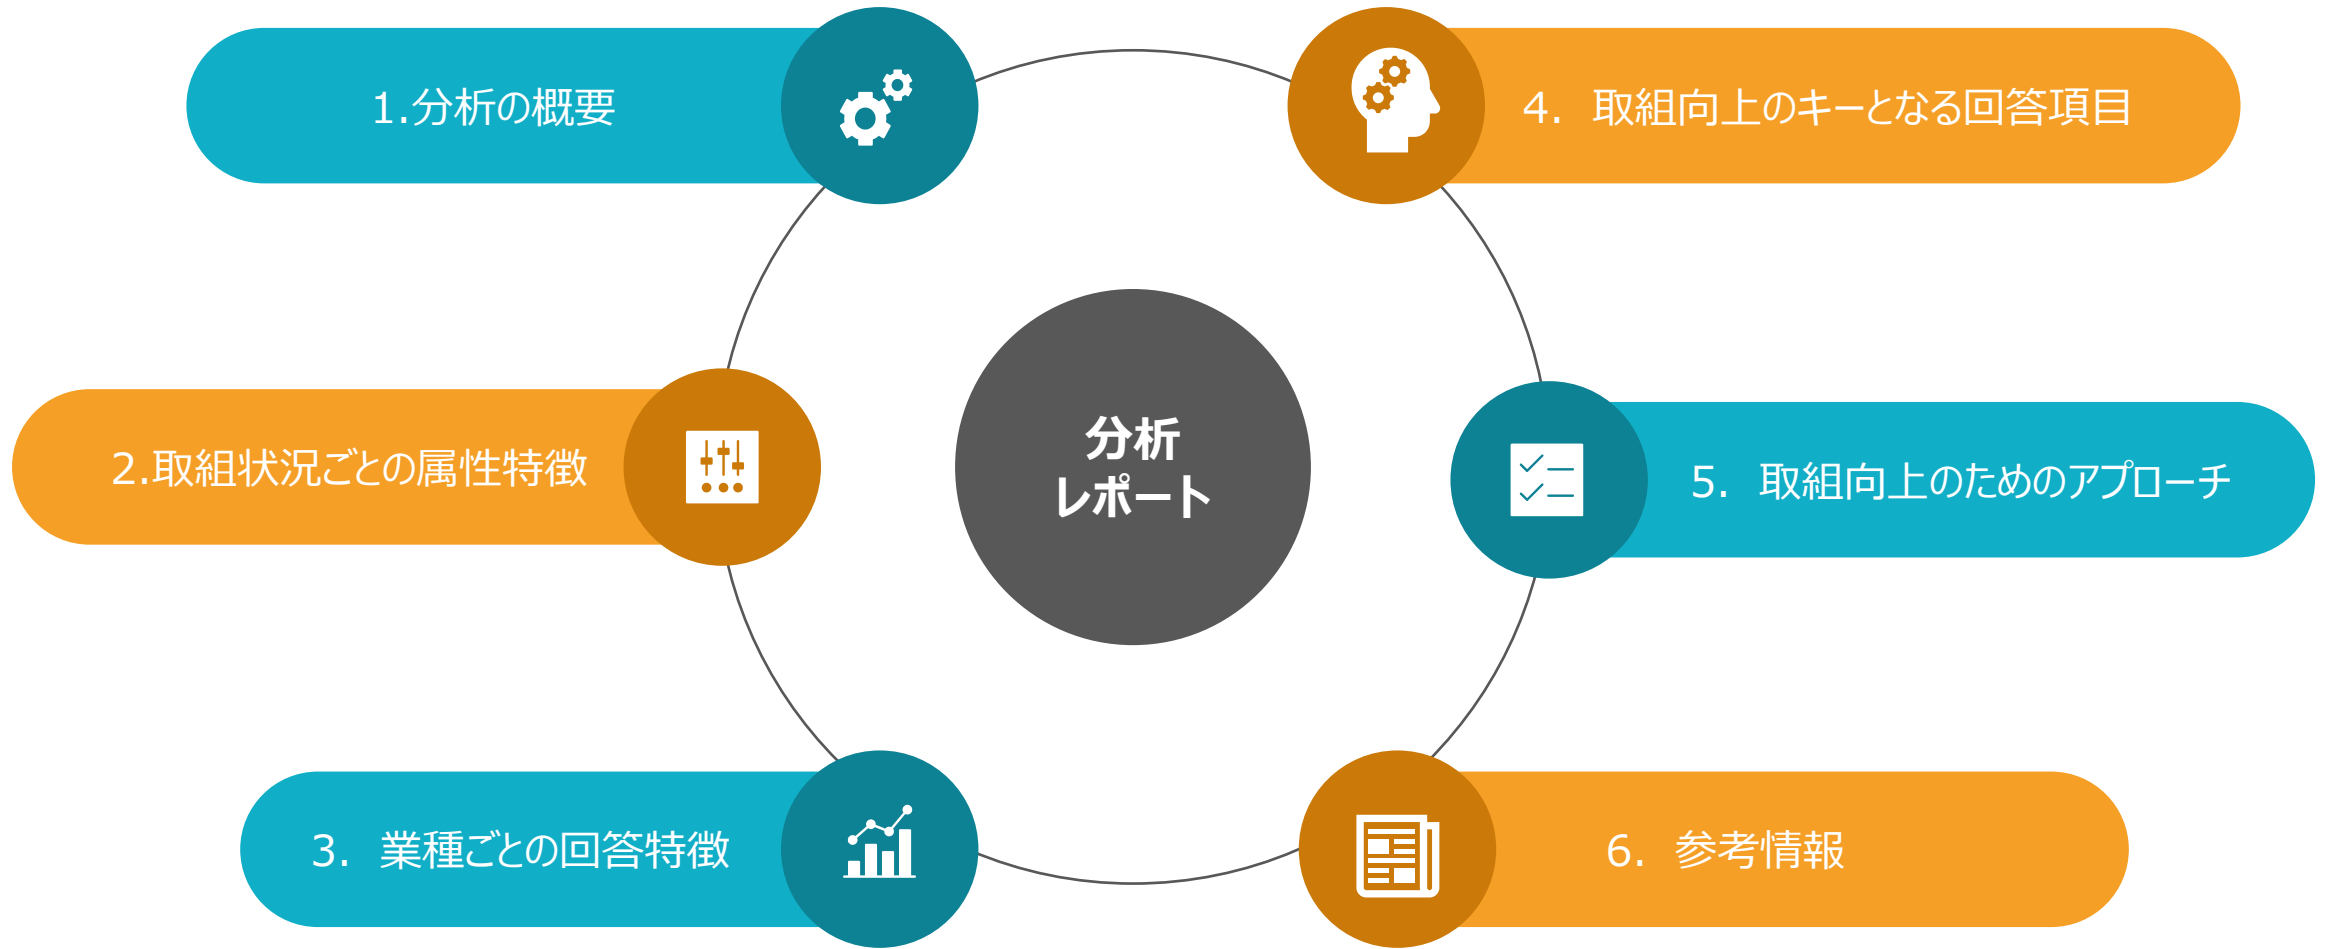 1.分析の概要
2.取組状況ごとの属性特徴
3. 業種ごとの回答特徴
分析
レポート
4. 取組向上のキーとなる回答項目
5. 取組向上のためのアプローチ
6. 参考情報